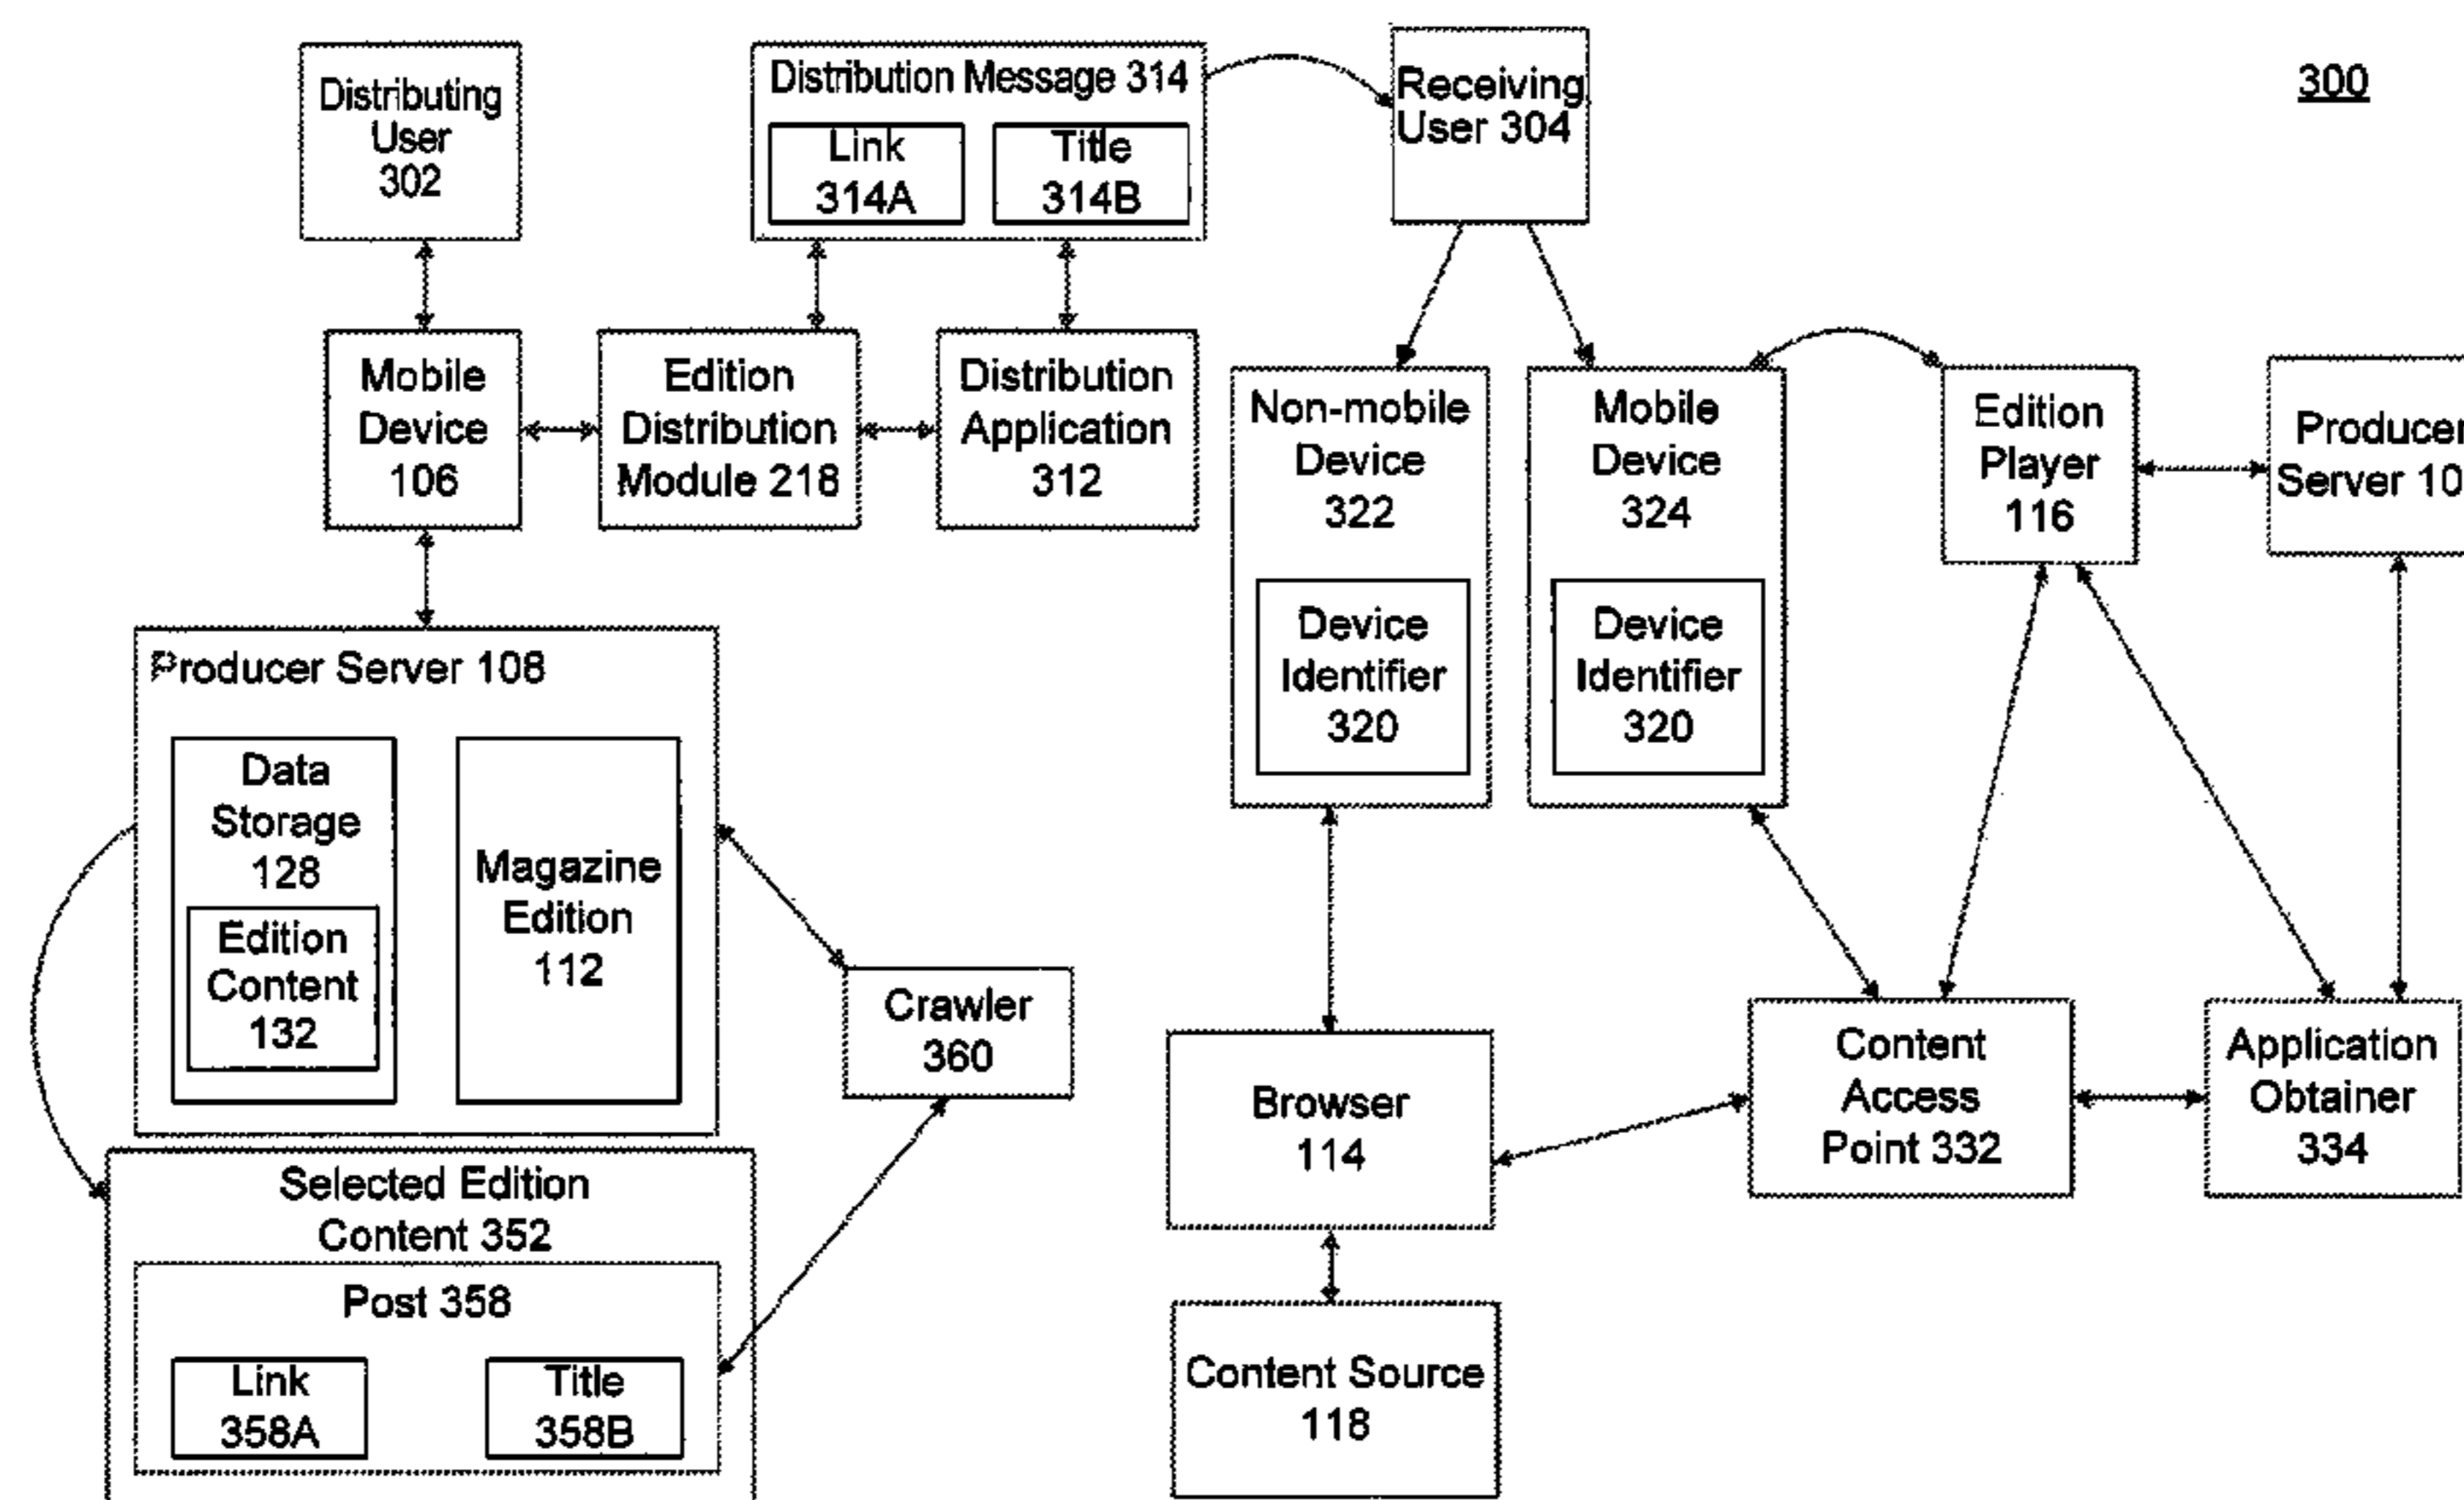 300
Distributing
User
302
Distribution Message 314
Link
314A
Title
314B
Receiving
User 304
Mobile
Device
106
Edition
Distribution
Module 218
Distribution
Application
312
Non-mobile
Device
322
Device
Identifier
320
Mobile
Device
324
Device
Identifier
320
Edition
Player
116
Producer
Server 10
Producer Server 108
Data
Storage
128
Edition
Content
132
Magazine
Edition
112
Crawler
360
Browser
114
Content
Access
Point 332
Application
Obtainer
334
Selected Edition
Content 352
Post 358
Link
358A
Title
358B
Content Source
118